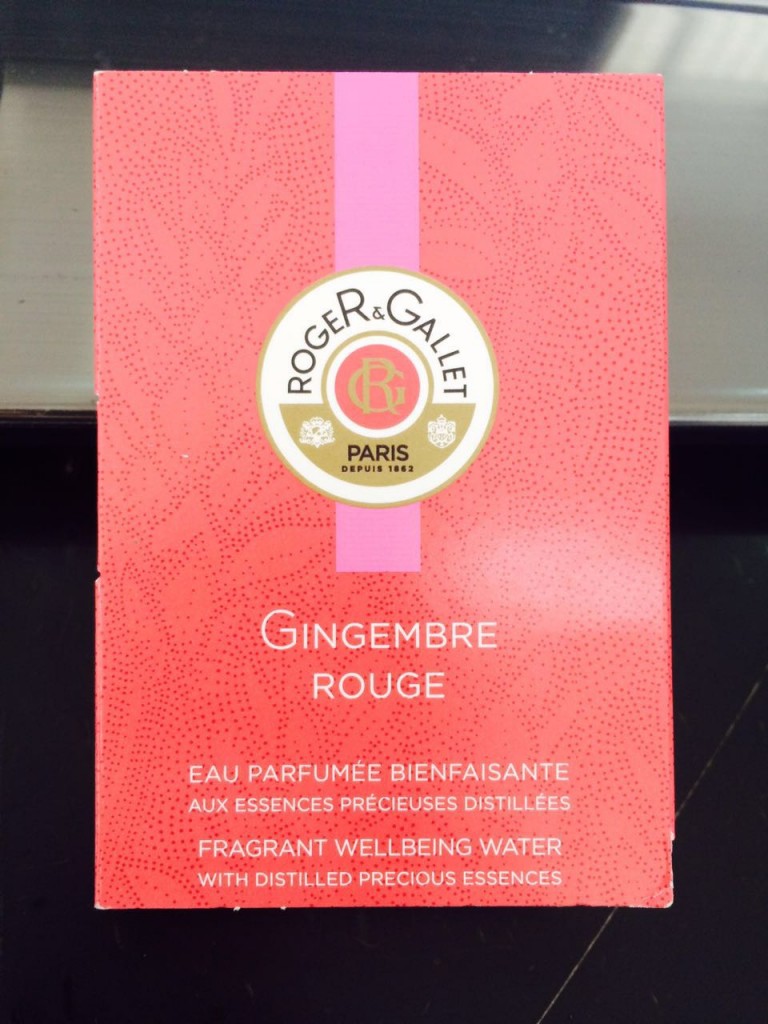 ROGER & GALLET
RG
PARIS
DEPUIS 1862
GINGEMBRE
ROUGE
EAU PARFUMÉE BIENFAISANTE
AUX ESSENCES PRÉCIEUSES DISTILLÉES
FRAGRANT WELLBEING WATER
WITH DISTILLED PRECIOUS ESSENCES